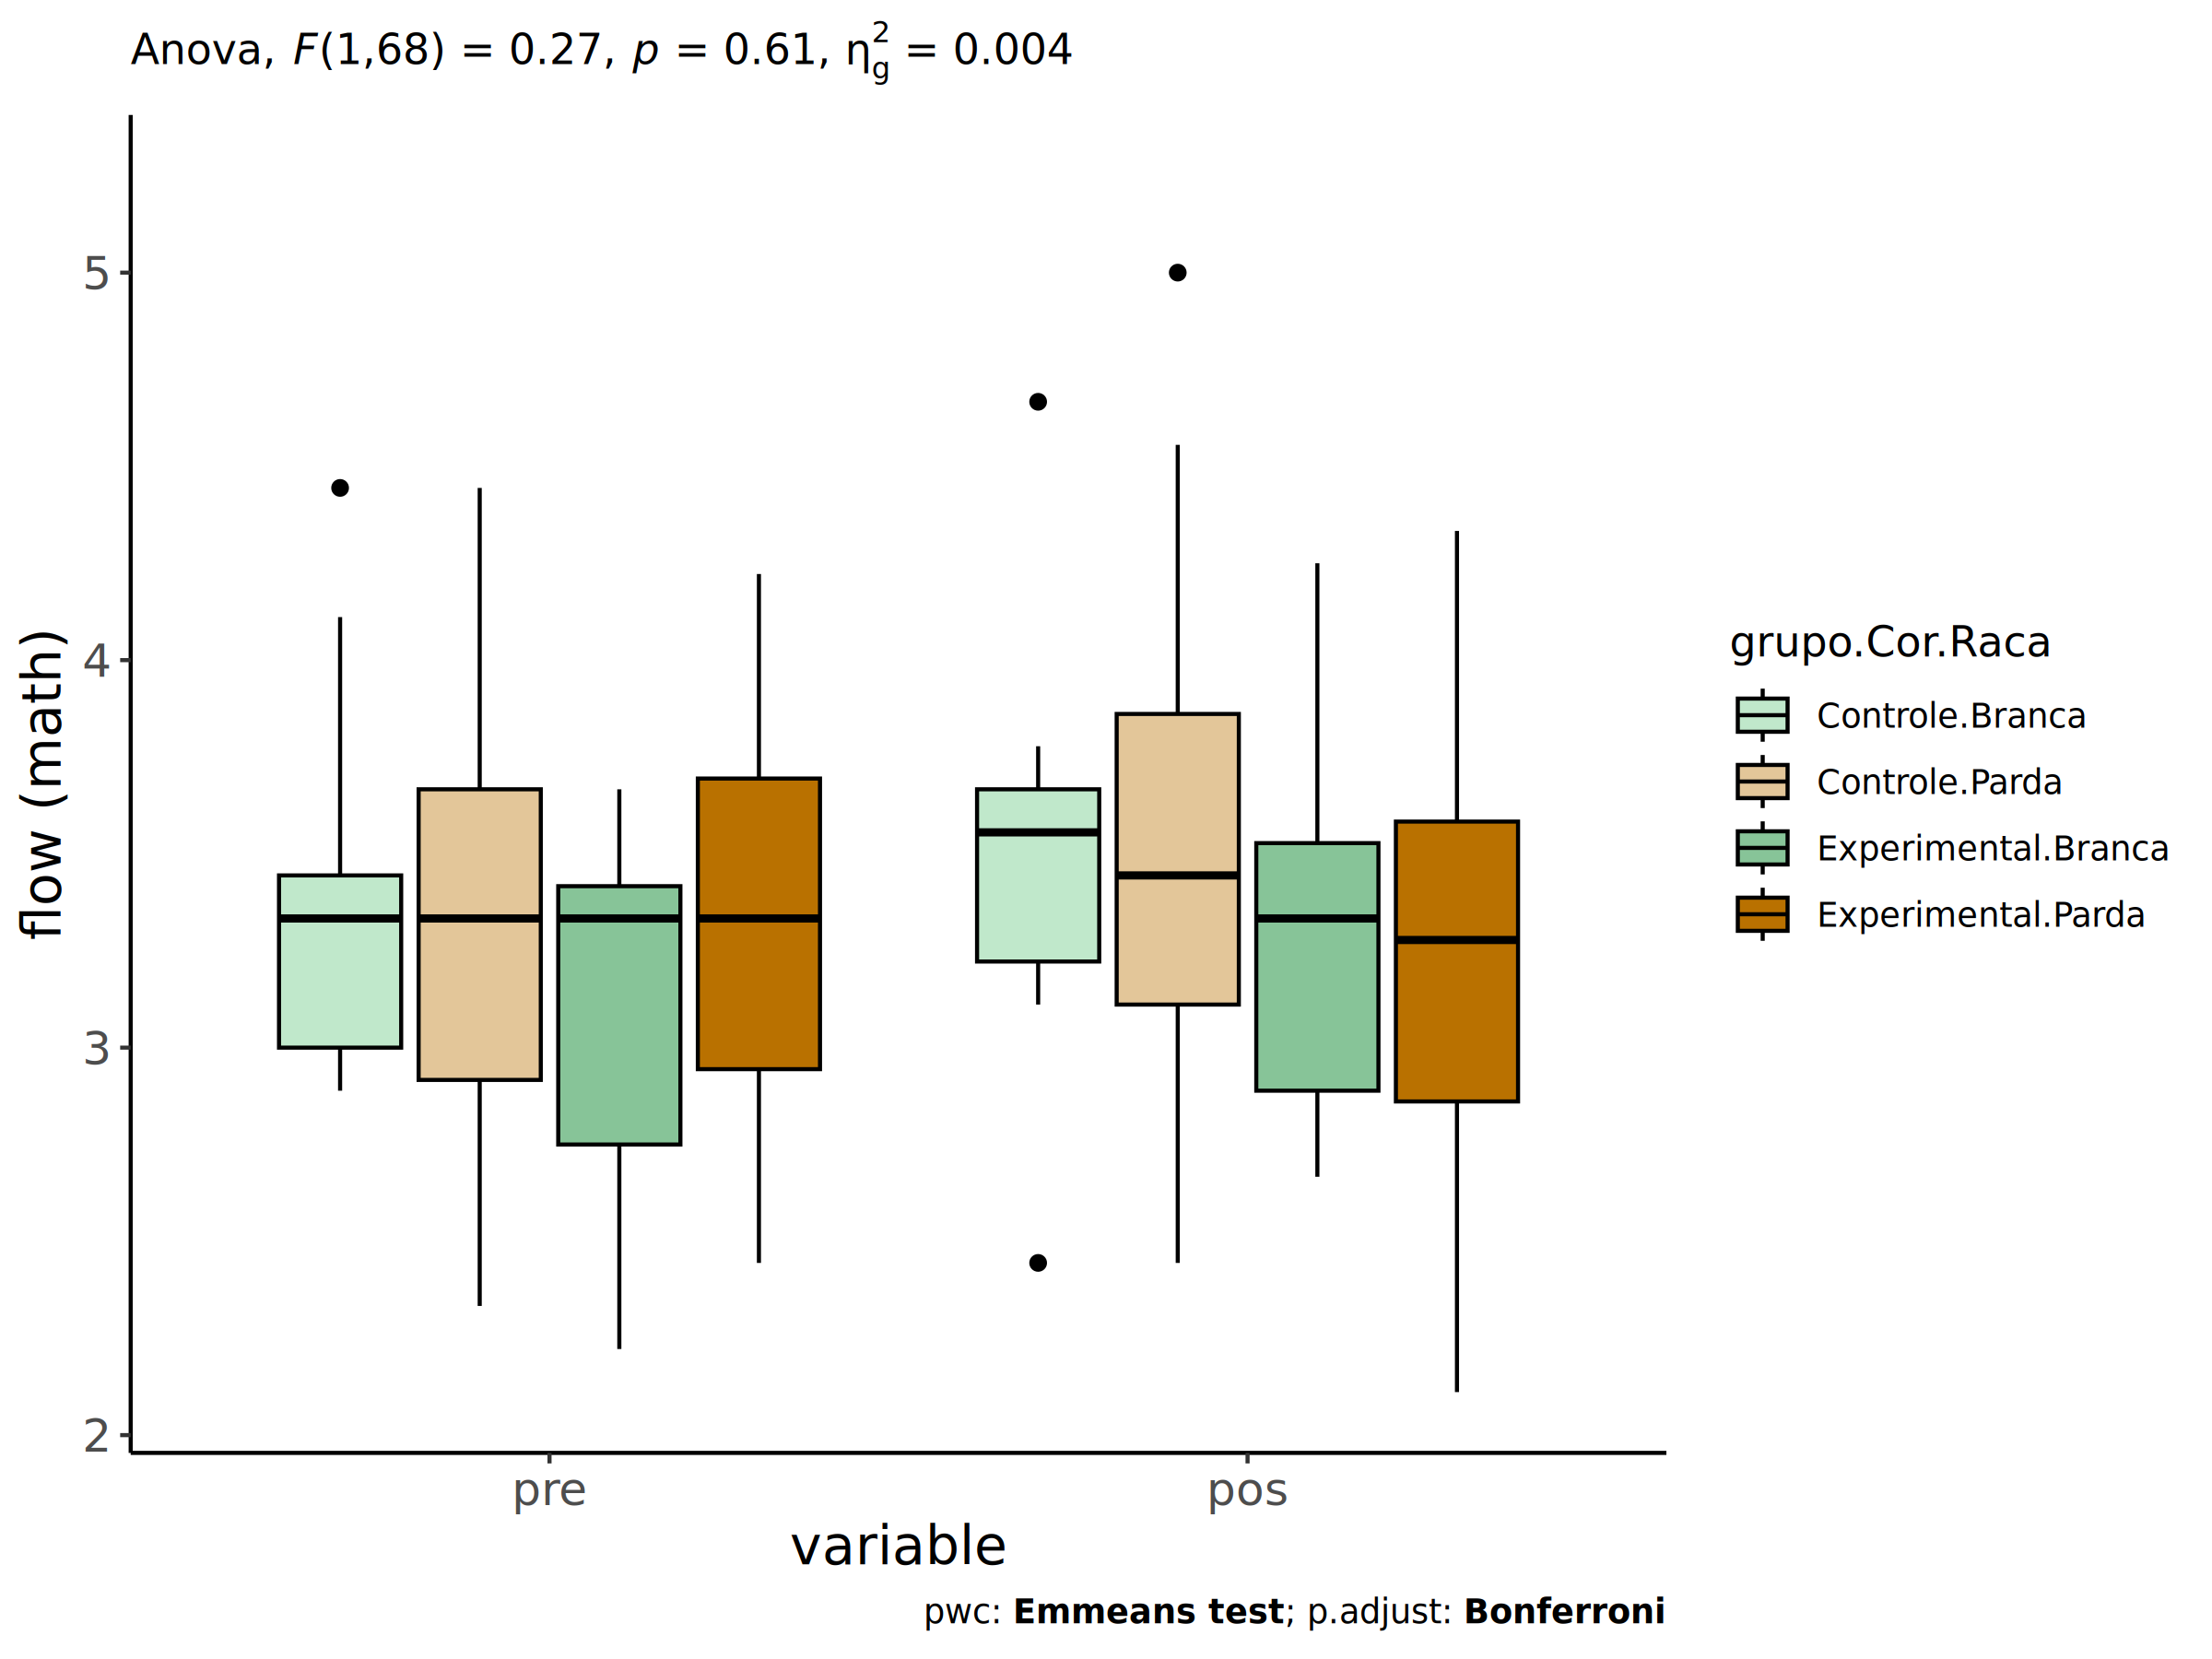 Anova, F(1,68) = 0.27, p = 0.61, η²g = 0.004
flow (math)
5
4
3
2
pre pos
variable
pwc: Emmeans test; p.adjust: Bonferroni
grupo.Cor.Raca
Controle.Branca
Controle.Parda
Experimental.Branca
Experimental.Parda